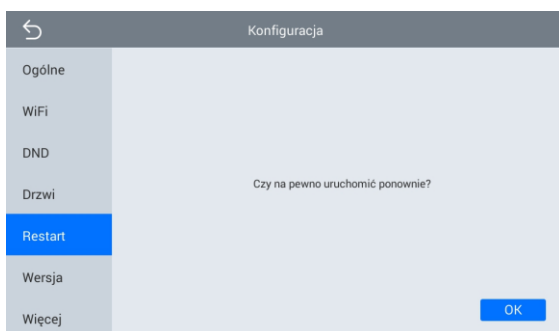 Konfiguracja
Ogólne
WiFi
DND
Drzwi
Restart
Wersja
Więcej
Czy na pewno uruchomić ponownie?
OK